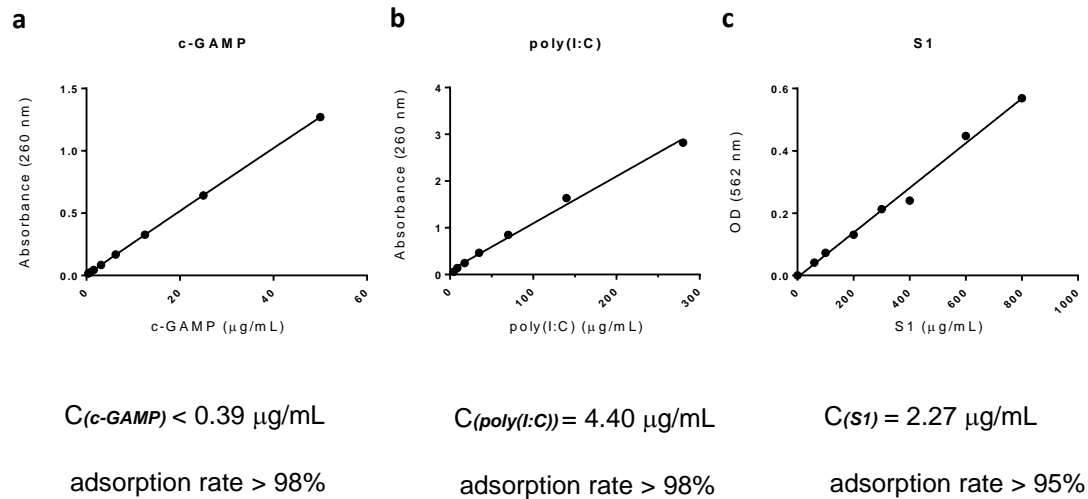 a
c-GAMP
Absorbance (260 nm)
1.5
1.0
0.5
0.0
0
20
40
60
c-GAMP (μg/mL)
C(c-GAMP) < 0.39 μg/mL
adsorption rate > 98%
b
poly(I:C)
Absorbance (260 nm)
4
3
2
1
0
0
100
200
300
poly(I:C) (μg/mL)
C(poly(I:C)) = 4.40 μg/mL
adsorption rate > 98%
c
S1
OD (562 nm)
0.6
0.4
0.2
0.0
0
200
400
600
800
1000
S1 (μg/mL)
C(S1) = 2.27 μg/mL
adsorption rate > 95%